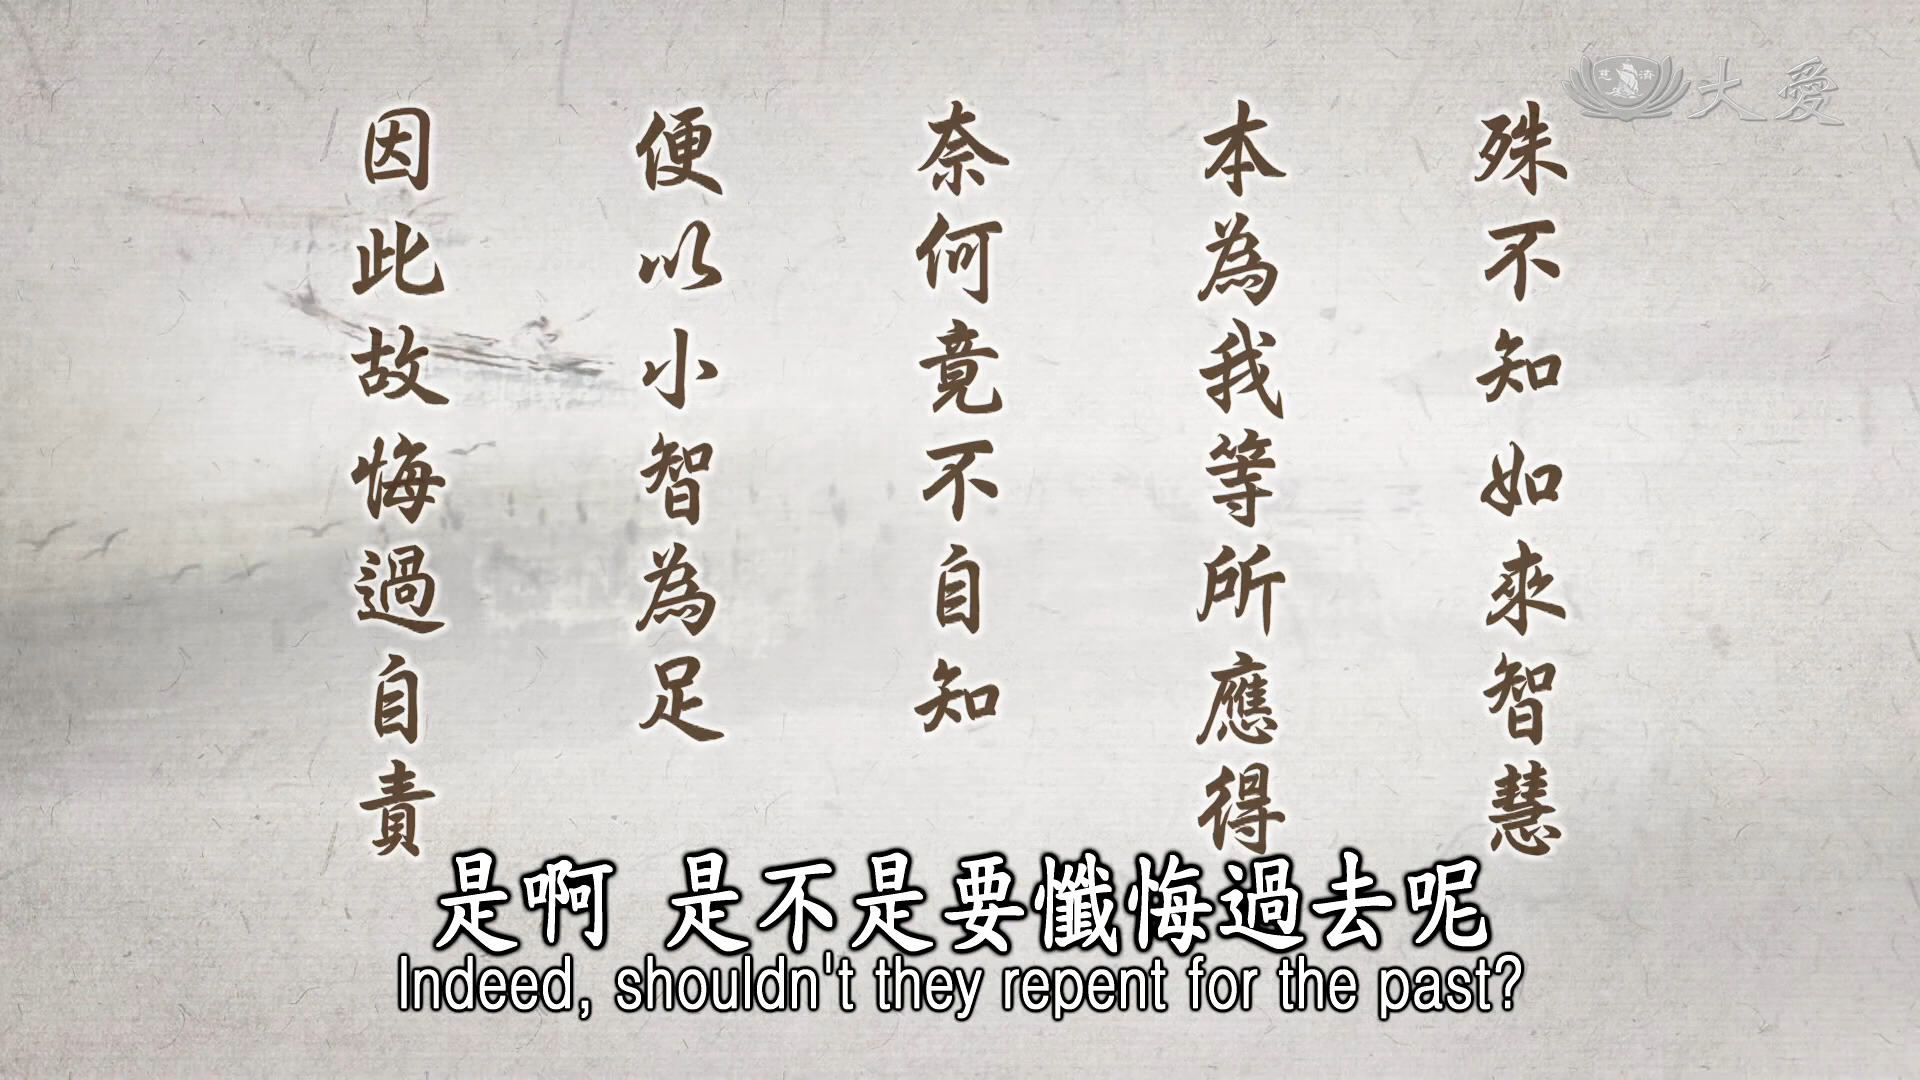 大愛
殊不知如來智慧
本為我等所應得
奈何竟不自知
便以小智為足
因此故悔過自責
是啊 是不是要懺悔過去呢
Indeed, shouldn't they repent for the past?